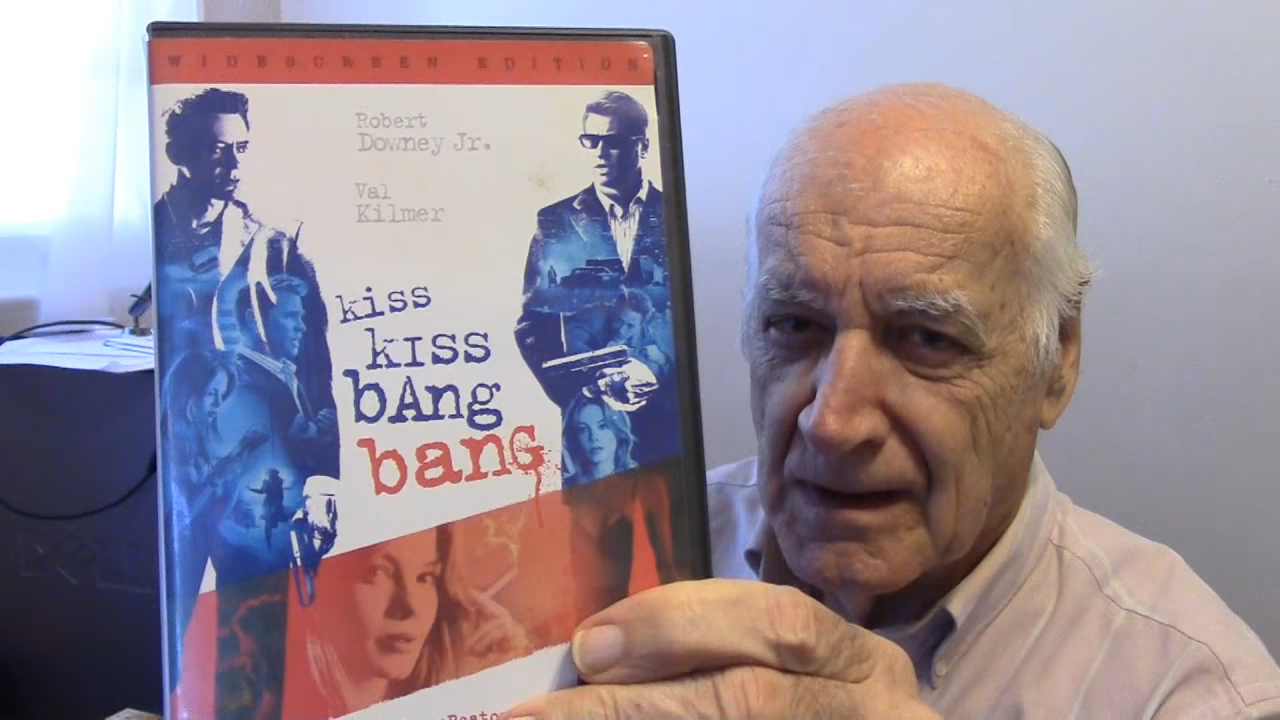 WIDESCREEN EDITION
Robert
Downey Jr.
Val
Kilmer
kiss
kiss
bAng
banG